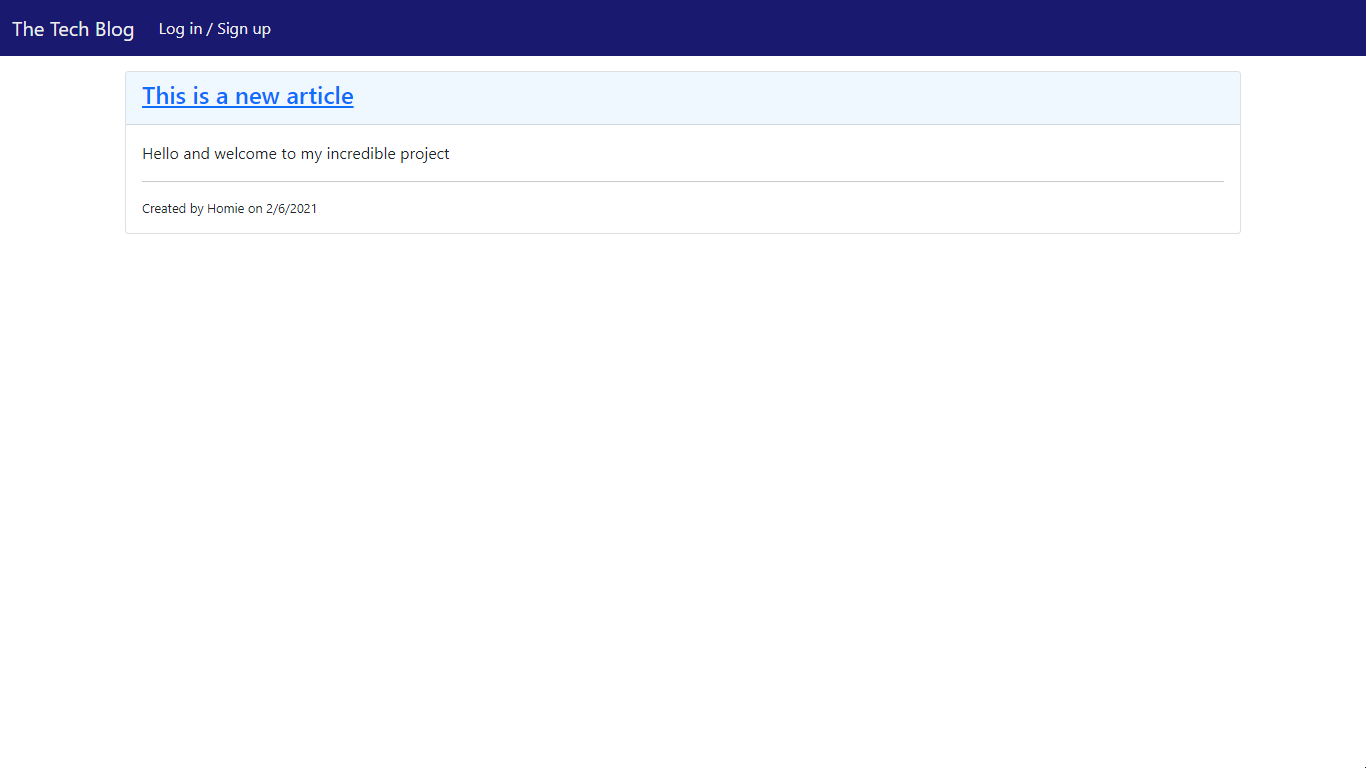 The Tech Blog Log in / Sign up
This is a new article
Hello and welcome to my incredible project
Created by Homie on 2/6/2021